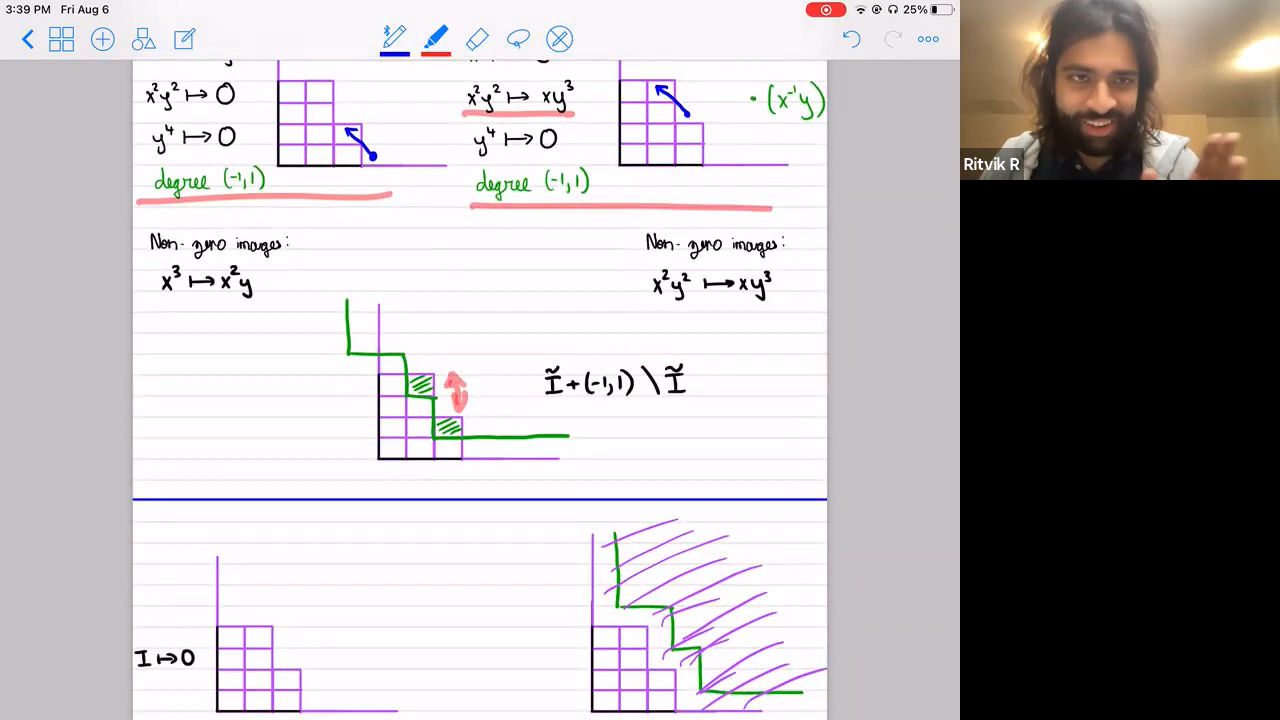 3:39 PM Fri Aug 6
25%
x²y² ↦ 0
y⁴ ↦ 0
degree (-1,1)
x²y² ↦ xy³
y⁴ ↦ 0
degree (-1,1)
· (x⁻¹y)
Ritvik R
Non-zero images:
x³ ↦ x²y
Non-zero images:
x²y² ↦ xy³
Ĩ + (-1,1) \ Ĩ
I ↦ 0